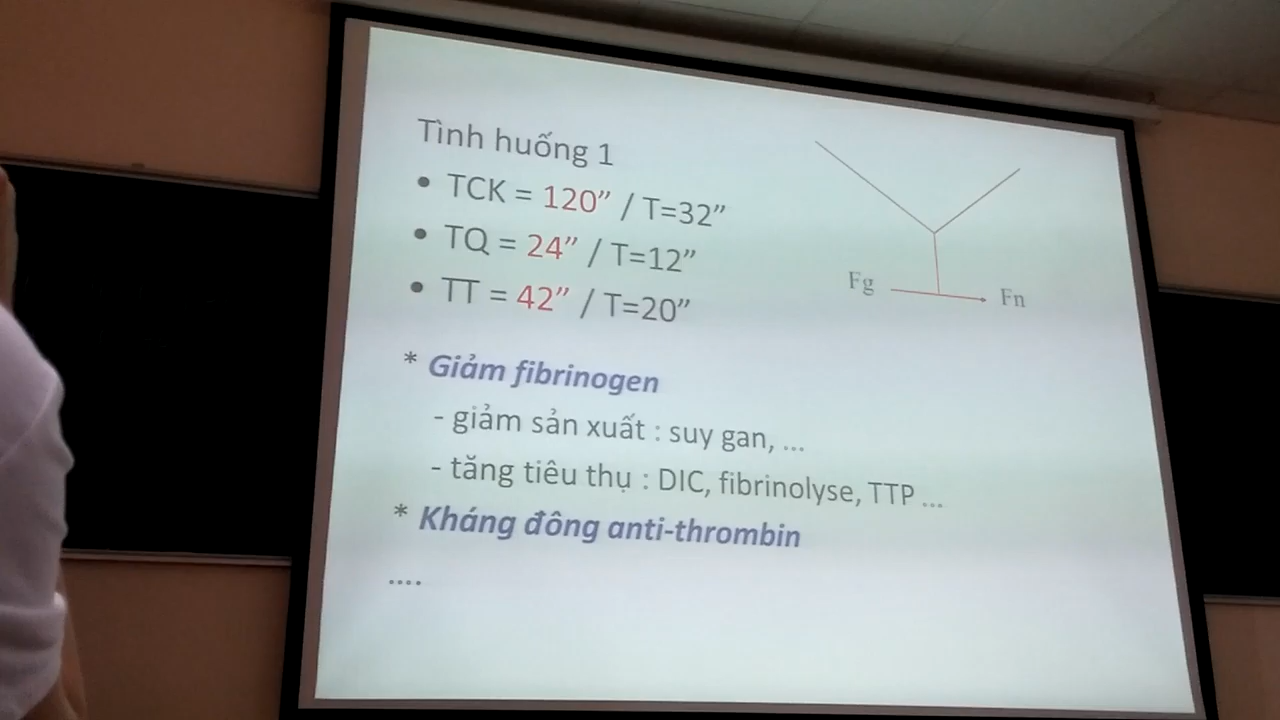 Tình huống 1
• TCK = 120” / T=32”
• TQ = 24” / T=12”
• TT = 42” / T=20”
Fg
Fn
* Giảm fibrinogen
- giảm sản xuất : suy gan, ...
- tăng tiêu thụ : DIC, fibrinolyse, TTP ...
* Kháng đông anti-thrombin
....